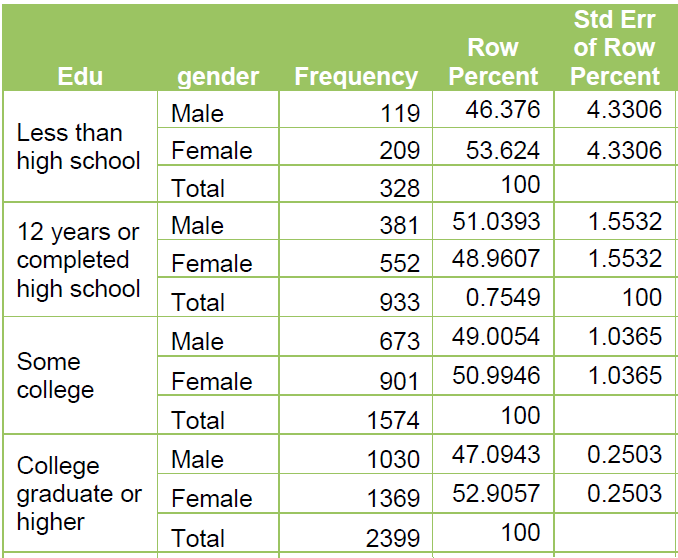 Edu gender Frequency Row Percent Std Err of Row Percent
Less than high school Male 119 46.376 4.3306
Female 209 53.624 4.3306
Total 328 100
12 years or completed high school Male 381 51.0393 1.5532
Female 552 48.9607 1.5532
Total 933 0.7549 100
Some college Male 673 49.0054 1.0365
Female 901 50.9946 1.0365
Total 1574 100
College graduate or higher Male 1030 47.0943 0.2503
Female 1369 52.9057 0.2503
Total 2399 100